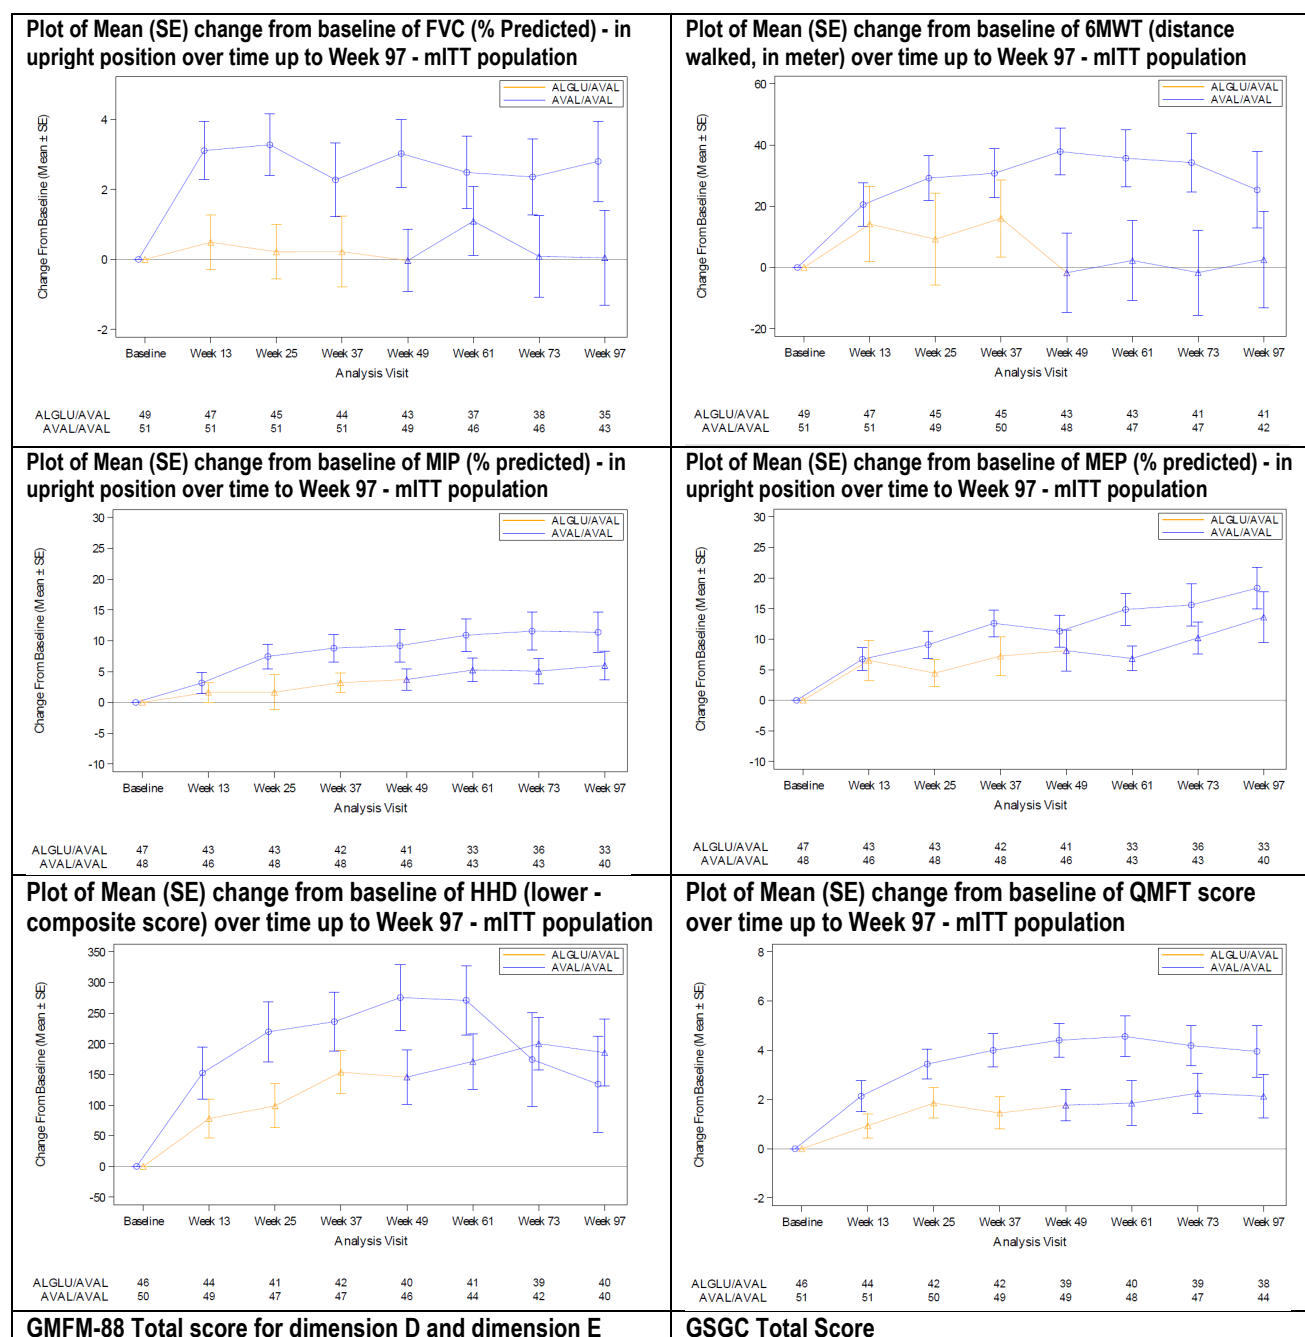 Plot of Mean (SE) change from baseline of FVC (% Predicted) - in
upright position over time up to Week 97 - mITT population
ALGLU/AVAL
AVAL/AVAL
Change From Baseline (Mean ± SE)
4
2
0
-2
Baseline Week 13 Week 25 Week 37 Week 49 Week 61 Week 73 Week 97
Analysis Visit
ALGLU/AVAL 49 47 45 44 43 37 38 35
AVAL/AVAL 51 51 51 51 49 46 46 43
Plot of Mean (SE) change from baseline of 6MWT (distance
walked, in meter) over time up to Week 97 - mITT population
ALGLU/AVAL
AVAL/AVAL
Change From Baseline (Mean ± SE)
60
40
20
0
-20
Baseline Week 13 Week 25 Week 37 Week 49 Week 61 Week 73 Week 97
Analysis Visit
ALGLU/AVAL 49 47 45 45 43 43 41 41
AVAL/AVAL 51 51 49 50 48 47 47 42
Plot of Mean (SE) change from baseline of MIP (% predicted) - in
upright position over time to Week 97 - mITT population
ALGLU/AVAL
AVAL/AVAL
Change From Baseline (Mean ± SE)
30
25
20
15
10
5
0
-5
-10
Baseline Week 13 Week 25 Week 37 Week 49 Week 61 Week 73 Week 97
Analysis Visit
ALGLU/AVAL 47 43 43 42 41 33 36 33
AVAL/AVAL 48 46 48 48 46 43 43 40
Plot of Mean (SE) change from baseline of MEP (% predicted) - in
upright position over time to Week 97 - mITT population
ALGLU/AVAL
AVAL/AVAL
Change From Baseline (Mean ± SE)
30
25
20
15
10
5
0
-5
-10
Baseline Week 13 Week 25 Week 37 Week 49 Week 61 Week 73 Week 97
Analysis Visit
ALGLU/AVAL 47 43 43 42 41 33 36 33
AVAL/AVAL 48 46 48 48 46 43 43 40
Plot of Mean (SE) change from baseline of HHD (lower -
composite score) over time up to Week 97 - mITT population
ALGLU/AVAL
AVAL/AVAL
Change From Baseline (Mean ± SE)
350
300
250
200
150
100
50
0
-50
Baseline Week 13 Week 25 Week 37 Week 49 Week 61 Week 73 Week 97
Analysis Visit
ALGLU/AVAL 46 44 41 42 40 41 39 40
AVAL/AVAL 50 49 47 47 46 44 42 40
Plot of Mean (SE) change from baseline of QMFT score
over time up to Week 97 - mITT population
ALGLU/AVAL
AVAL/AVAL
Change From Baseline (Mean ± SE)
8
6
4
2
0
-2
Baseline Week 13 Week 25 Week 37 Week 49 Week 61 Week 73 Week 97
Analysis Visit
ALGLU/AVAL 46 44 42 42 39 40 39 38
AVAL/AVAL 51 51 50 49 49 48 47 44
GMFM-88 Total score for dimension D and dimension E
GSGC Total Score